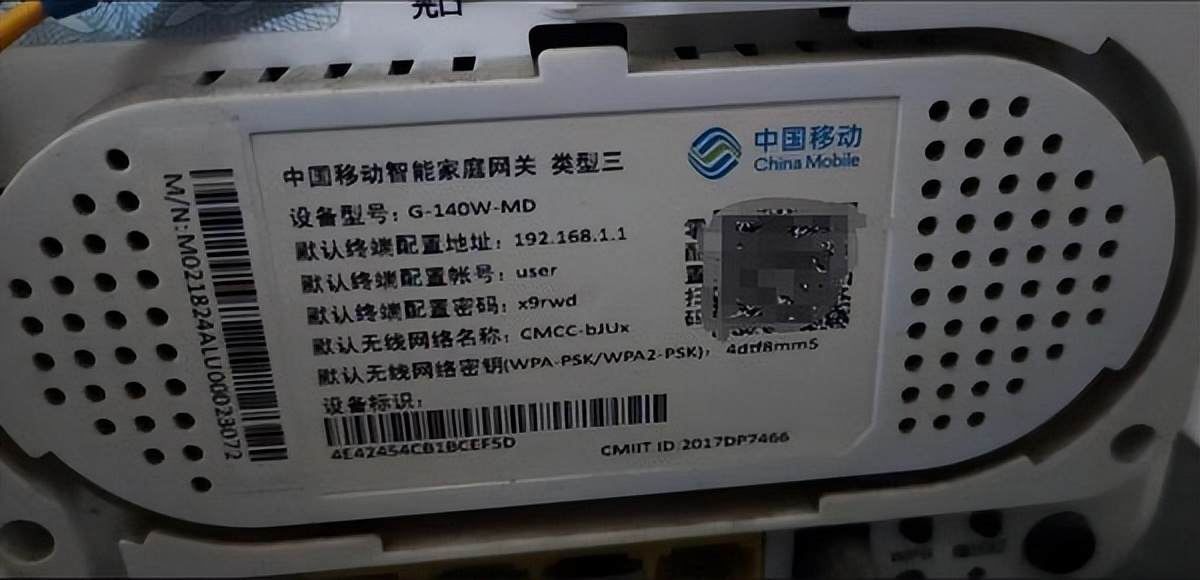 光口
中国移动
China Mobile
中国移动智能家庭网关 类型三
设备型号：G-140W-MD
默认终端配置地址：192.168.1.1
默认终端配置帐号：user
默认终端配置密码：x9rwd
默认无线网络名称：CMCC-bJUx
默认无线网络密钥(WPA-PSK/WPA2-PSK)：
设备标识：
CMIIT ID 2017DP7466
M/N:M021824ALU00023072